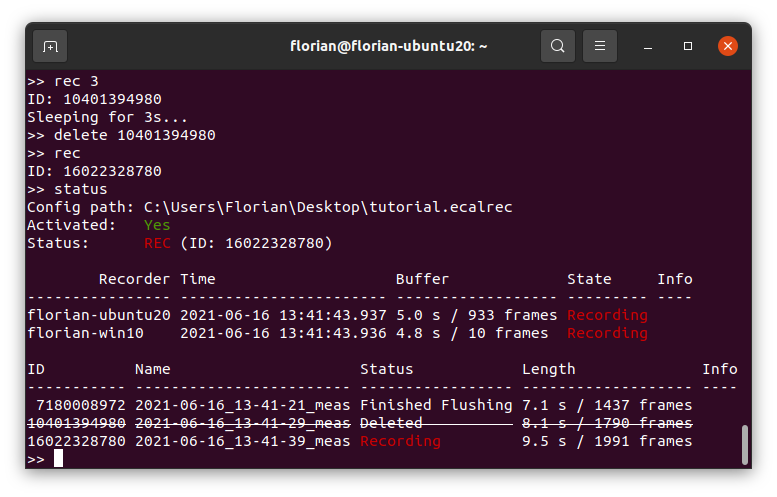 florian@florian-ubuntu20: ~
>> rec 3
ID: 10401394980
Sleeping for 3s...
>> delete 10401394980
>> rec
ID: 16022328780
>> status
Config path: C:\Users\Florian\Desktop\tutorial.ecalrec
Activated:   Yes
Status:      REC (ID: 16022328780)
        Recorder Time                    Buffer             State     Info
---------------- ----------------------- ------------------ --------- ----
florian-ubuntu20 2021-06-16 13:41:43.937 5.0 s / 933 frames Recording
florian-win10    2021-06-16 13:41:43.936 4.8 s / 10 frames  Recording
ID          Name                     Status            Length              Info
----------- ------------------------ ----------------- ------------------- ----
 7180008972 2021-06-16_13-41-21_meas Finished Flushing 7.1 s / 1437 frames
10401394980 2021-06-16_13-41-29_meas Deleted           8.1 s / 1790 frames
16022328780 2021-06-16_13-41-39_meas Recording         9.5 s / 1991 frames
>>